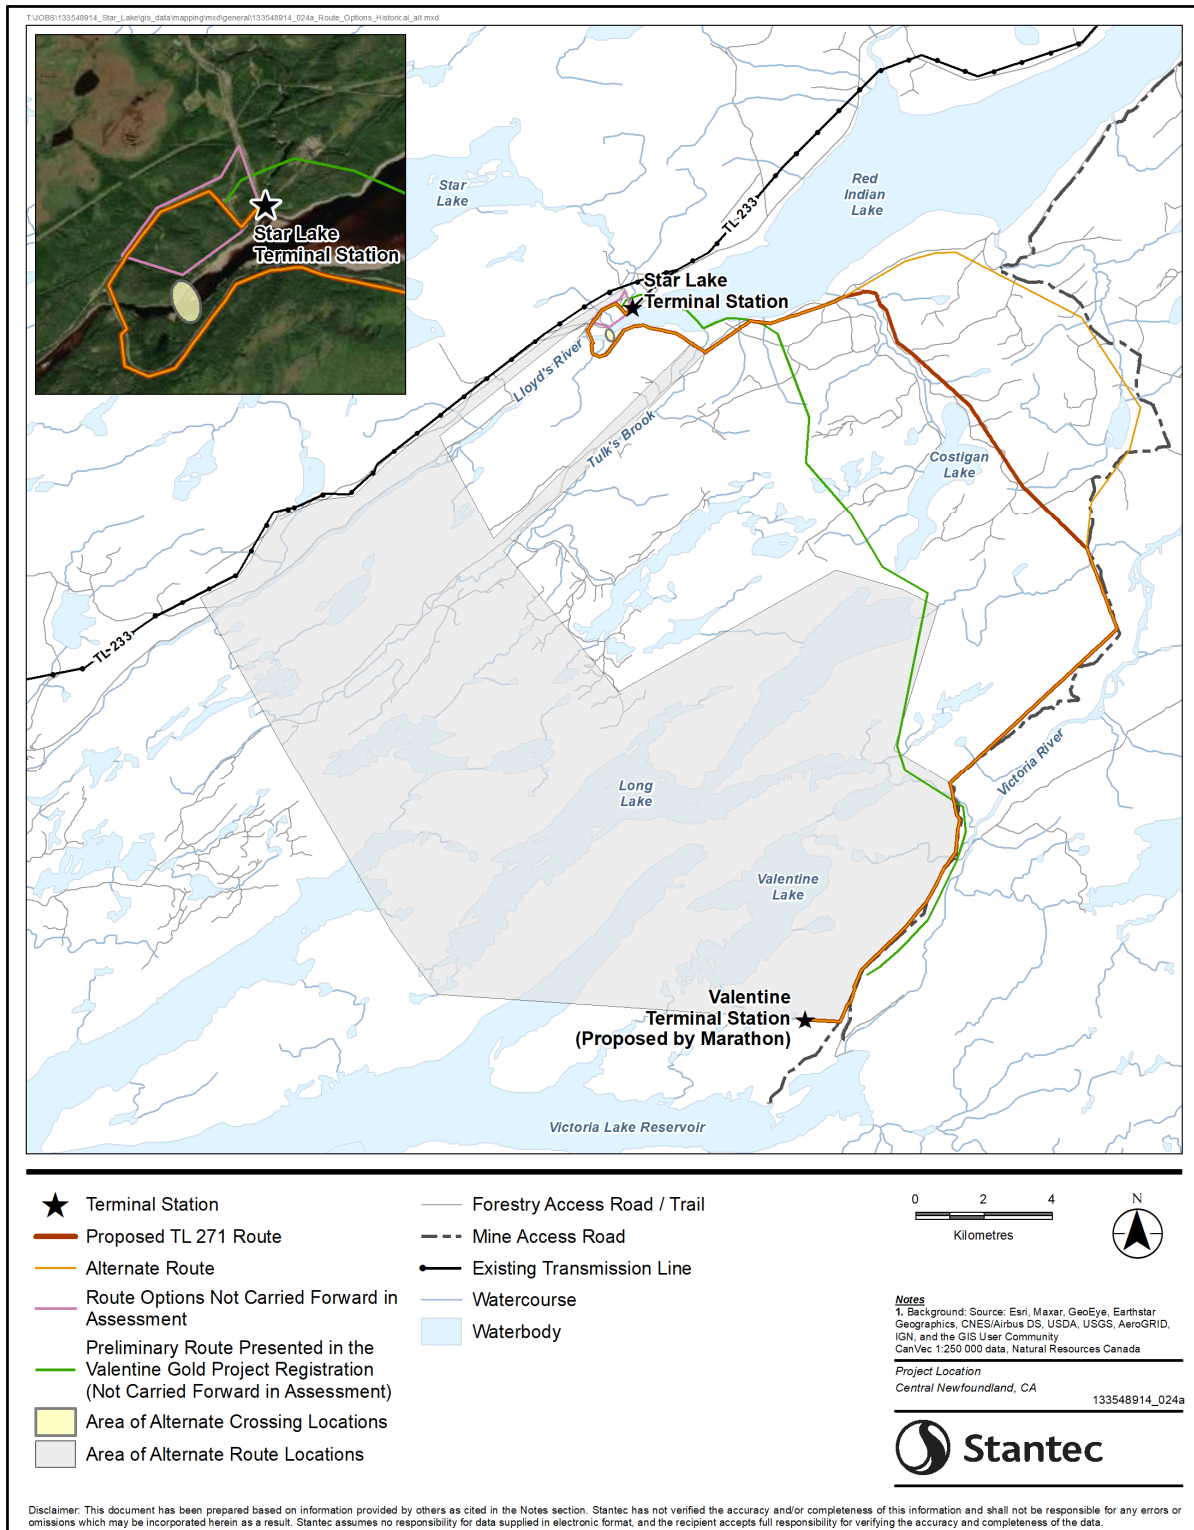 T:\JOBS\133548914_Star_Lake\gis_data\mapping\mxd\general\133548914_024a_Route_Options_Historical_alt.mxd
Star Lake
Terminal Station
Star
Lake
Red
Indian
Lake
TL-233
Star Lake
Terminal Station
Lloyd's River
Tulk's Brook
Costigan
Lake
TL-233
Victoria River
Long
Lake
Valentine
Lake
Valentine
Terminal Station
(Proposed by Marathon)
Victoria Lake Reservoir
Terminal Station
Proposed TL 271 Route
Alternate Route
Route Options Not Carried Forward in
Assessment
Preliminary Route Presented in the
Valentine Gold Project Registration
(Not Carried Forward in Assessment)
Area of Alternate Crossing Locations
Area of Alternate Route Locations
Forestry Access Road / Trail
Mine Access Road
Existing Transmission Line
Watercourse
Waterbody
0 2 4
Kilometres
N
Notes
1. Background: Source: Esri, Maxar, GeoEye, Earthstar
Geographics, CNES/Airbus DS, USDA, USGS, AeroGRID,
IGN, and the GIS User Community
CanVec 1:250 000 data, Natural Resources Canada
Project Location
Central Newfoundland, CA
133548914_024a
Stantec
Disclaimer: This document has been prepared based on information provided by others as cited in the Notes section. Stantec has not verified the accuracy and/or completeness of this information and shall not be responsible for any errors or
omissions which may be incorporated herein as a result. Stantec assumes no responsibility for data supplied in electronic format, and the recipient accepts full responsibility for verifying the accuracy and completeness of the data.